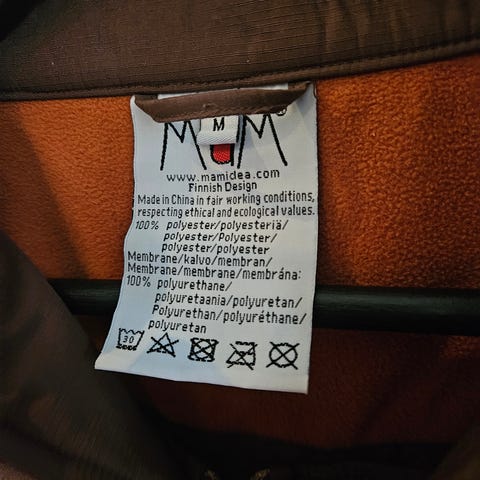 MaM®
M
www.mamidea.com
Finnish Design
Made in China in fair working conditions,
respecting ethical and ecological values.
100% polyester/polyesteriä/
polyester/Polyester/
polyester/polyester
Membrane/kalvo/membran/
Membrane/membrane/membrána:
100% polyurethane/
polyuretaania/polyuretan/
Polyurethan/polyuréthane/
polyuretan
30